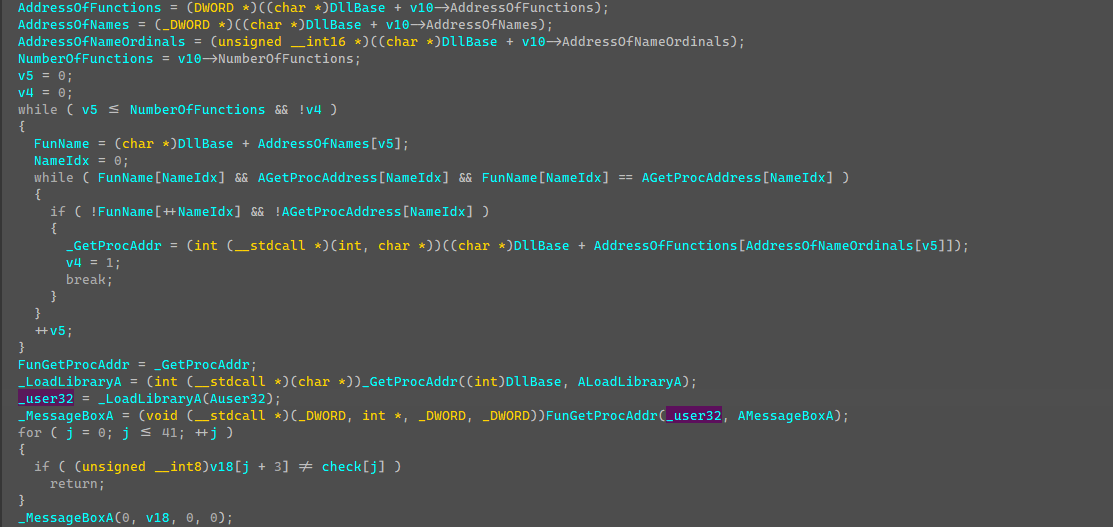 AddressOfFunctions = (DWORD *)((char *)DllBase + v10->AddressOfFunctions);
AddressOfNames = (_DWORD *)((char *)DllBase + v10->AddressOfNames);
AddressOfNameOrdinals = (unsigned __int16 *)((char *)DllBase + v10->AddressOfNameOrdinals);
NumberOfFunctions = v10->NumberOfFunctions;
v5 = 0;
v4 = 0;
while ( v5 <= NumberOfFunctions && !v4 )
{
  FunName = (char *)DllBase + AddressOfNames[v5];
  NameIdx = 0;
  while ( FunName[NameIdx] && AGetProcAddress[NameIdx] && FunName[NameIdx] == AGetProcAddress[NameIdx] )
  {
    if ( !FunName[++NameIdx] && !AGetProcAddress[NameIdx] )
    {
      _GetProcAddr = (int (__stdcall *)(int, char *))((char *)DllBase + AddressOfFunctions[AddressOfNameOrdinals[v5]]);
      v4 = 1;
      break;
    }
  }
  ++v5;
}
FunGetProcAddr = _GetProcAddr;
_LoadLibraryA = (int (__stdcall *)(char *))_GetProcAddr((int)DllBase, ALoadLibraryA);
_user32 = _LoadLibraryA(Auser32);
_MessageBoxA = (void (__stdcall *)(_DWORD, int *, _DWORD, _DWORD))FunGetProcAddr(_user32, AMessageBoxA);
for ( j = 0; j <= 41; ++j )
{
  if ( (unsigned __int8)v18[j + 3] != check[j] )
    return;
}
_MessageBoxA(0, v18, 0, 0);